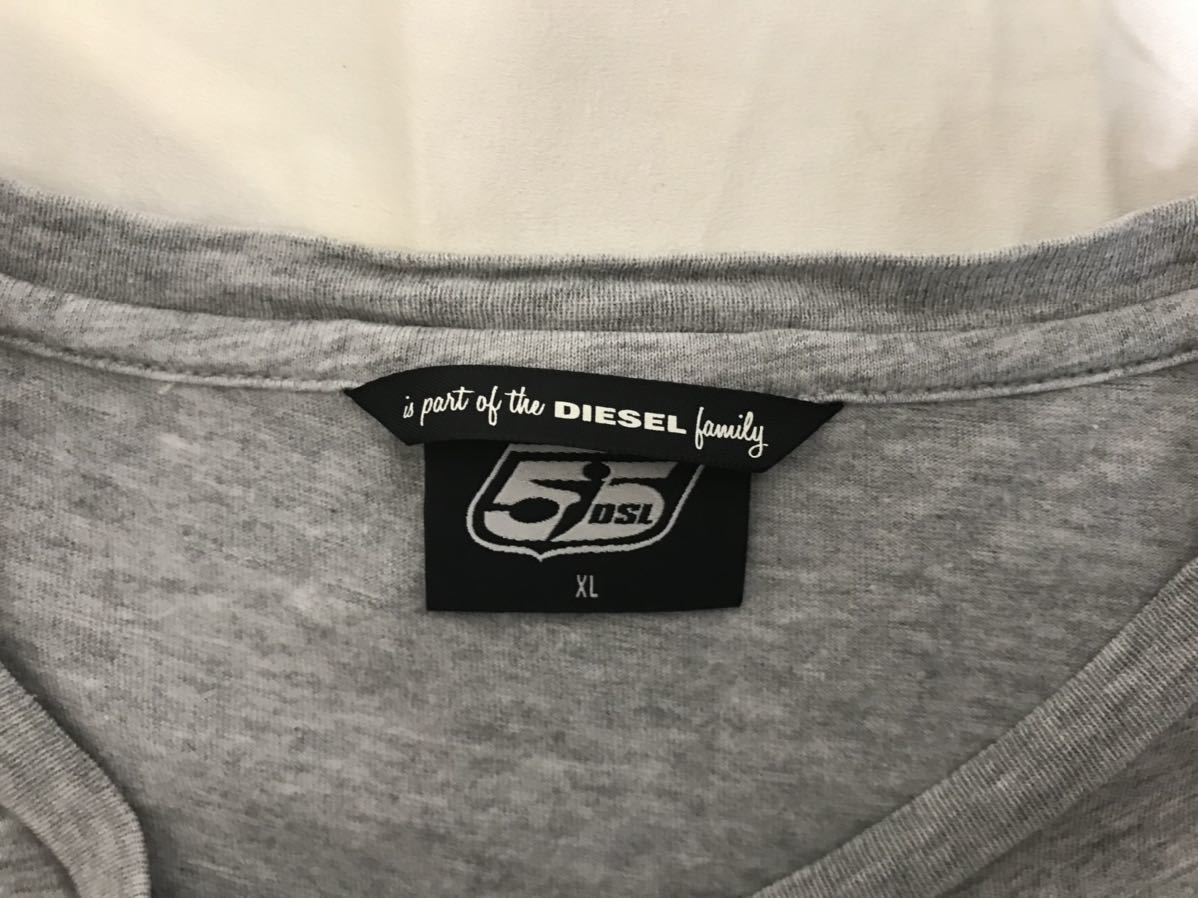 is part of the DIESEL family
55 DSL
XL